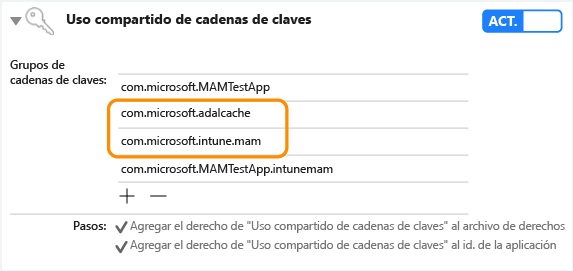 Uso compartido de cadenas de claves
ACT.
Grupos de
cadenas de claves:
com.microsoft.MAMTestApp
com.microsoft.adalcache
com.microsoft.intune.mam
com.microsoft.MAMTestApp.intunemam
Pasos: Agregar el derecho de "Uso compartido de cadenas de claves" al archivo de derechos
Agregar el derecho de "Uso compartido de cadenas de claves" al id. de la aplicación